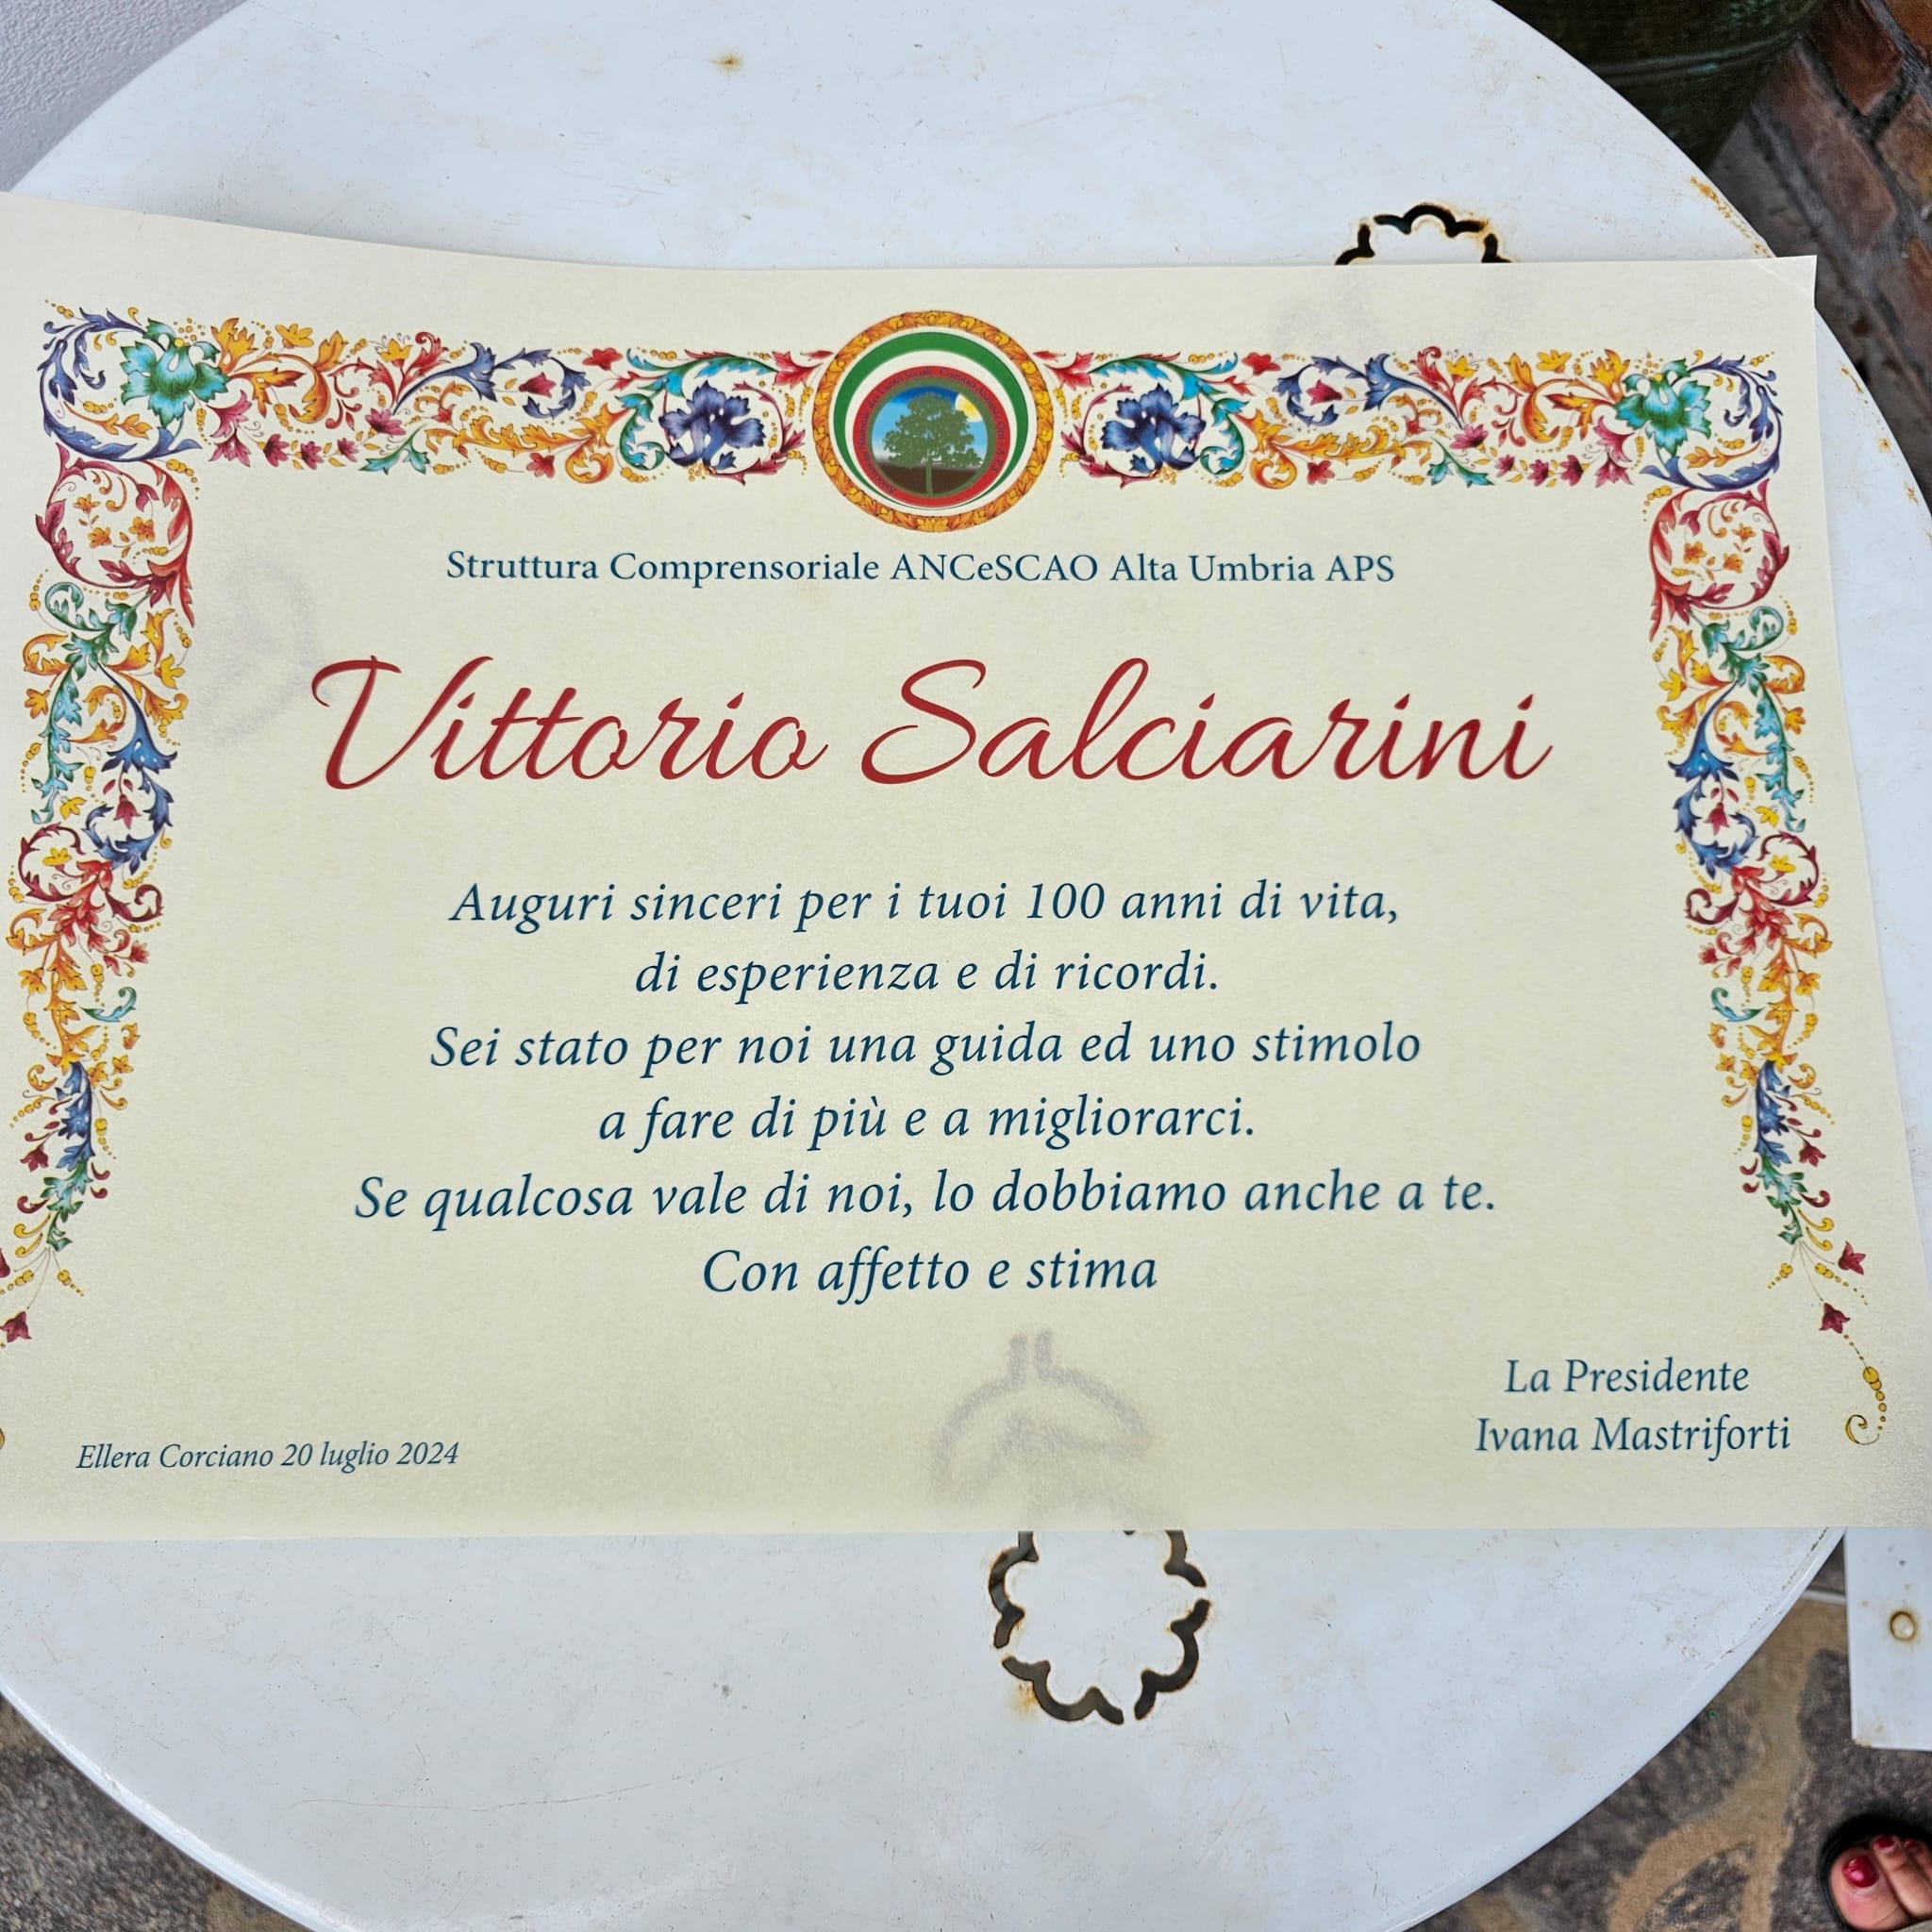 Struttura Comprensoriale ANCeSCAO Alta Umbria APS
Vittorio Salciarini
Auguri sinceri per i tuoi 100 anni di vita,
di esperienza e di ricordi.
Sei stato per noi una guida ed uno stimolo
a fare di più e a migliorarci.
Se qualcosa vale di noi, lo dobbiamo anche a te.
Con affetto e stima
La Presidente
Ivana Mastriforti
Ellera Corciano 20 luglio 2024